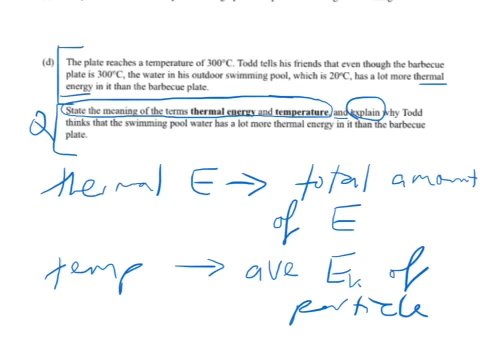 (d) The plate reaches a temperature of 300°C. Todd tells his friends that even though the barbecue
plate is 300°C, the water in his outdoor swimming pool, which is 20°C, has a lot more thermal
energy in it than the barbecue plate.
State the meaning of the terms thermal energy and temperature, and explain why Todd
thinks that the swimming pool water has a lot more thermal energy in it than the barbecue
plate.
2
thermal E → total amount
of E
temp → ave Ek of
particle